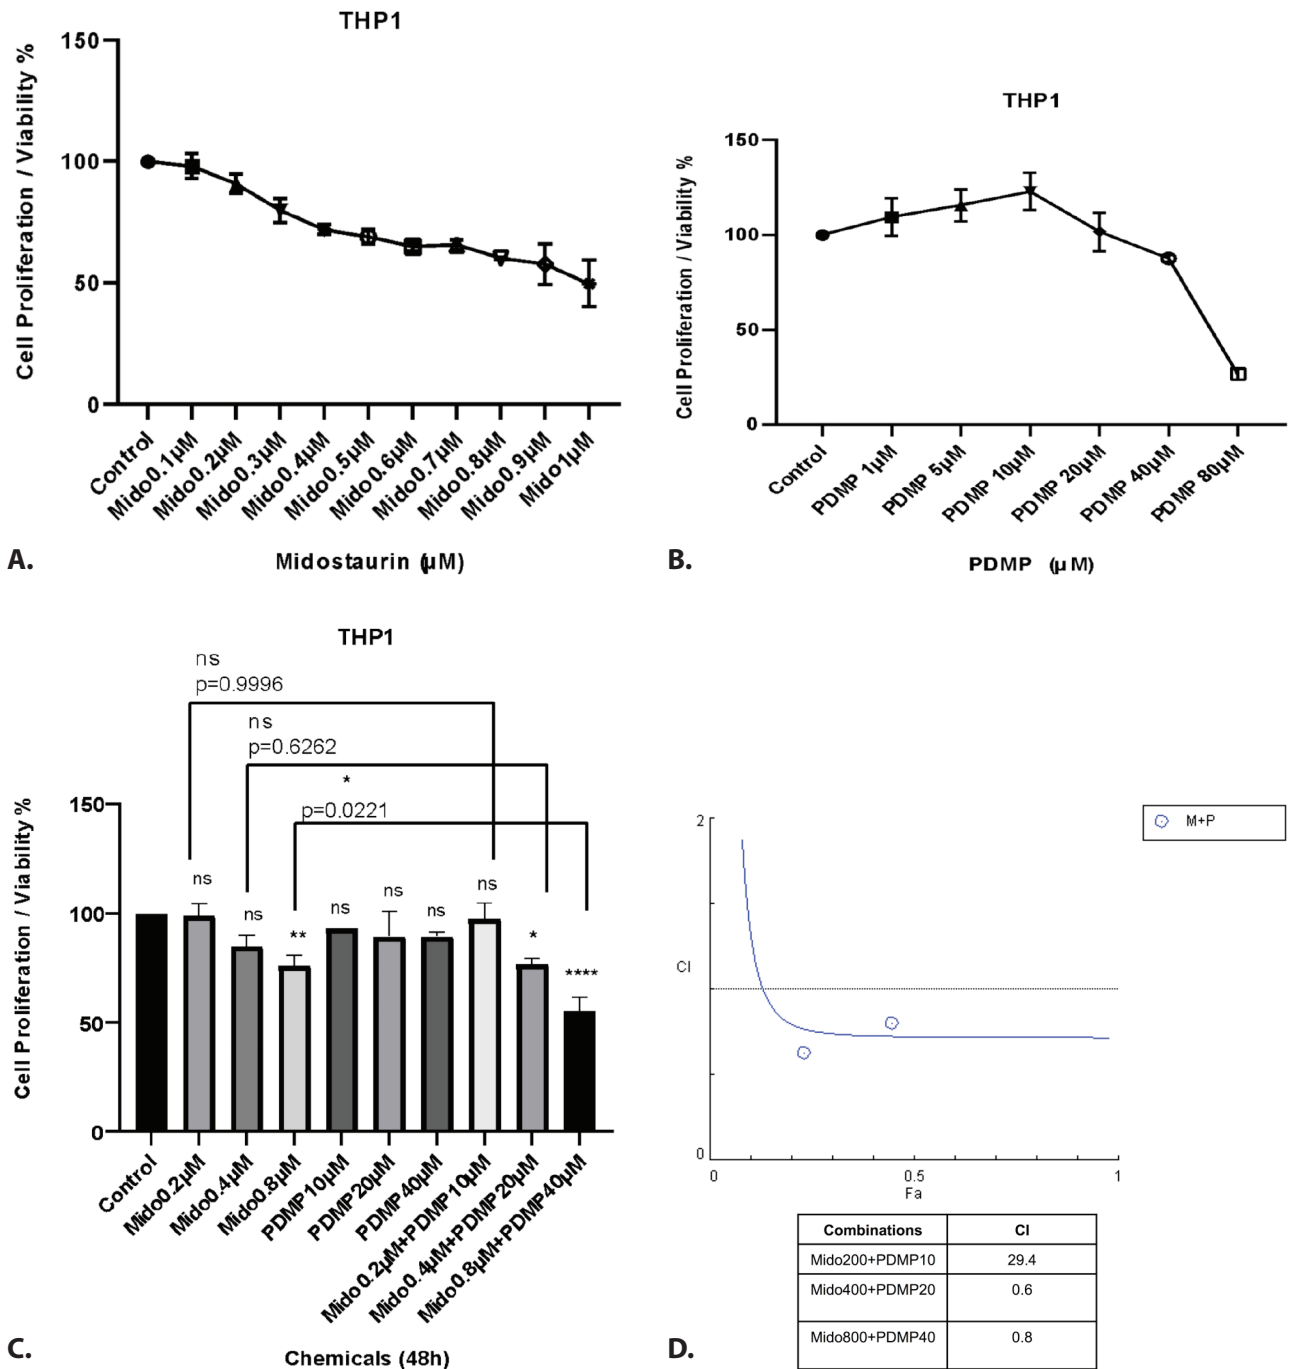 THP1
Cell Proliferation / Viability %
150
100
50
0
Control
Mido0.1µM
Mido0.2µM
Mido0.3µM
Mido0.4µM
Mido0.5µM
Mido0.6µM
Mido0.7µM
Mido0.8µM
Mido0.9µM
Mido1µM
Midostaurin (µM)
A.
THP1
Cell Proliferation / Viability %
150
100
50
0
Control
PDMP 1µM
PDMP 5µM
PDMP 10µM
PDMP 20µM
PDMP 40µM
PDMP 80µM
PDMP (µM)
B.
THP1
ns
p=0.9996
ns
p=0.6262
*
p=0.0221
Cell Proliferation / Viability %
150
100
50
0
ns
ns
**
ns
ns
ns
ns
*
****
Control
Mido0.2µM
Mido0.4µM
Mido0.8µM
PDMP10µM
PDMP20µM
PDMP40µM
Mido0.2µM+PDMP10µM
Mido0.4µM+PDMP20µM
Mido0.8µM+PDMP40µM
Chemicals (48h)
C.
M+P
2
CI
0
0
0.5
1
Fa
Combinations CI
Mido200+PDMP10 29.4
Mido400+PDMP20 0.6
Mido800+PDMP40 0.8
D.